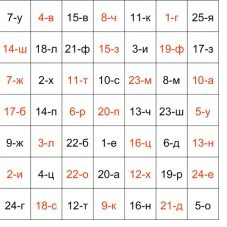 7-у 4-в 15-в 8-ч 11-к 1-г 25-я
14-ш 18-л 21-ф 15-з 3-и 19-ф 17-з
7-ж 2-х 11-т 10-с 23-м 8-м 10-а
17-б 14-п 6-р 20-п 13-ч 23-ш 5-у
9-ж 3-л 22-б 1-е 16-ц 6-д 13-н
2-и 4-ц 22-о 20-а 12-х 19-р 24-е
24-г 18-с 12-т 9-к 16-н 21-д 5-о